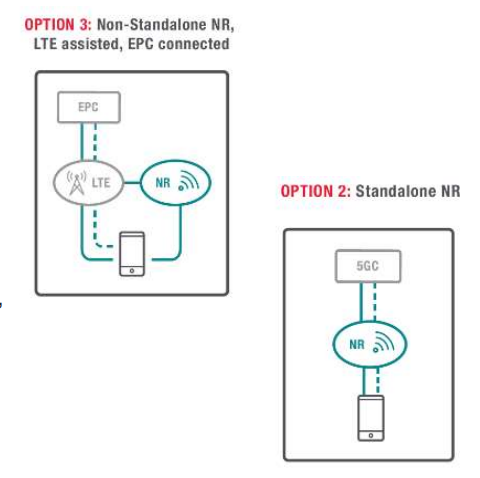 OPTION 3: Non-Standalone NR,
LTE assisted, EPC connected
EPC
LTE
NR
,
OPTION 2: Standalone NR
5GC
NR